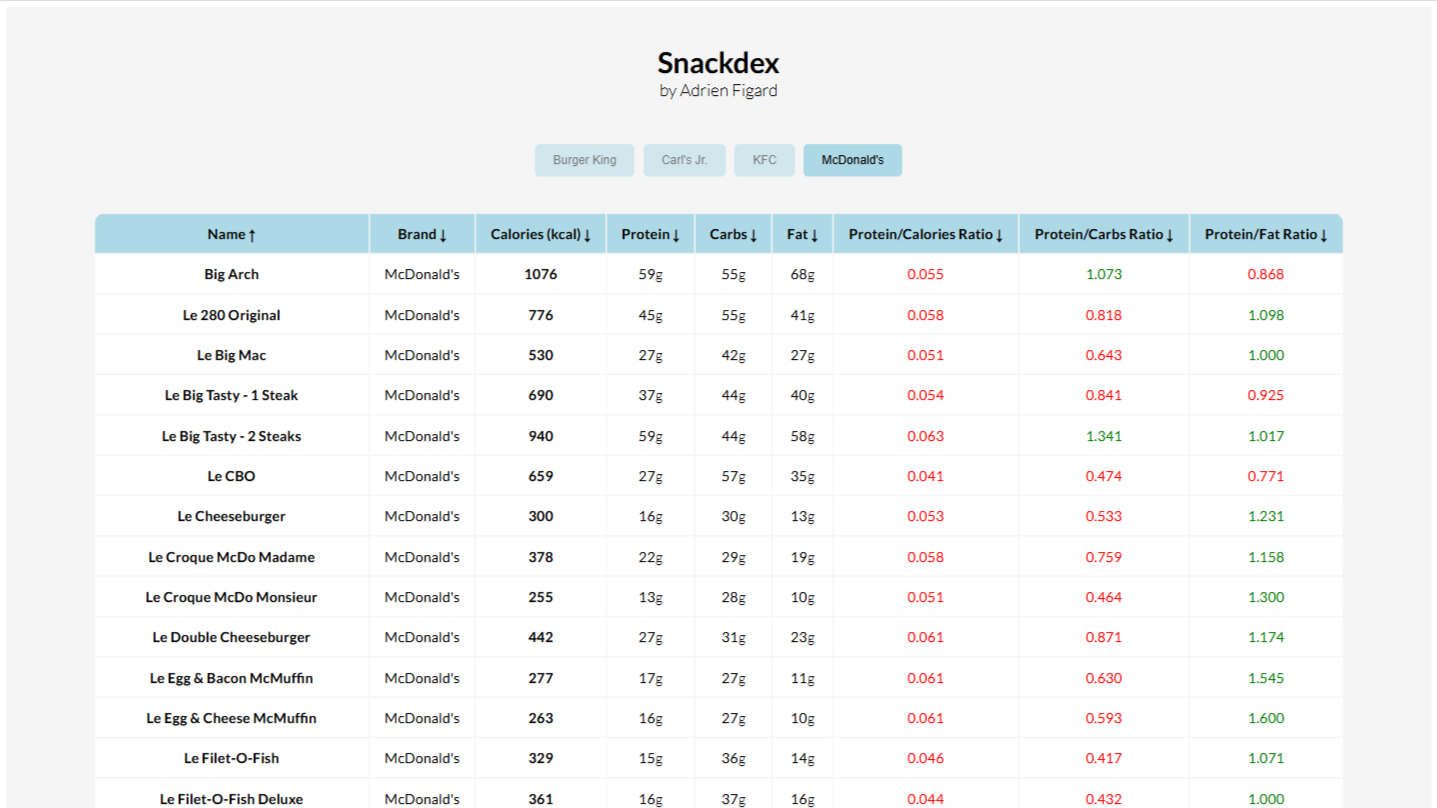 Snackdex
by Adrien Figard
Burger King Carl's Jr. KFC McDonald's
Name↑ Brand↓ Calories (kcal)↓ Protein↓ Carbs↓ Fat↓ Protein/Calories Ratio↓ Protein/Carbs Ratio↓ Protein/Fat Ratio↓
Big Arch McDonald's 1076 59g 55g 68g 0.055 1.073 0.868
Le 280 Original McDonald's 776 45g 55g 41g 0.058 0.818 1.098
Le Big Mac McDonald's 530 27g 42g 27g 0.051 0.643 1.000
Le Big Tasty - 1 Steak McDonald's 690 37g 44g 40g 0.054 0.841 0.925
Le Big Tasty - 2 Steaks McDonald's 940 59g 44g 58g 0.063 1.341 1.017
Le CBO McDonald's 659 27g 57g 35g 0.041 0.474 0.771
Le Cheeseburger McDonald's 300 16g 30g 13g 0.053 0.533 1.231
Le Croque McDo Madame McDonald's 378 22g 29g 19g 0.058 0.759 1.158
Le Croque McDo Monsieur McDonald's 255 13g 28g 10g 0.051 0.464 1.300
Le Double Cheeseburger McDonald's 442 27g 31g 23g 0.061 0.871 1.174
Le Egg & Bacon McMuffin McDonald's 277 17g 27g 11g 0.061 0.630 1.545
Le Egg & Cheese McMuffin McDonald's 263 16g 27g 10g 0.061 0.593 1.600
Le Filet-O-Fish McDonald's 329 15g 36g 14g 0.046 0.417 1.071
Le Filet-O-Fish Deluxe McDonald's 361 16g 37g 16g 0.044 0.432 1.000